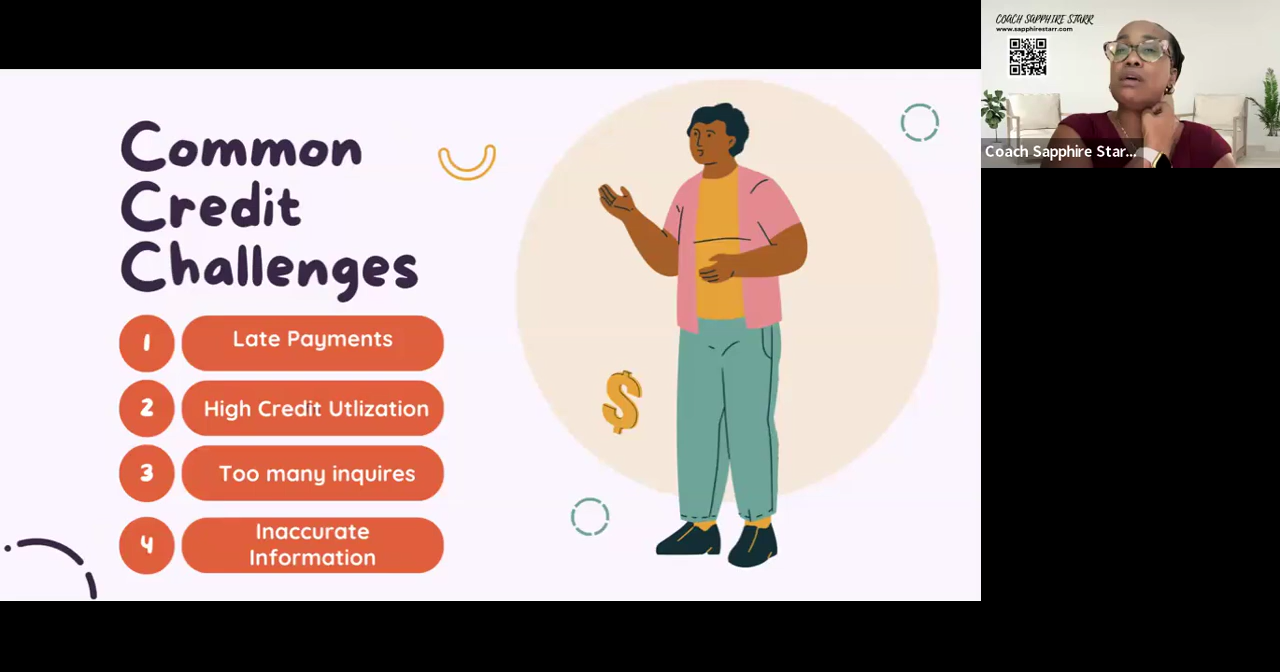 Common
Credit
Challenges
1
Late Payments
2
High Credit Utlization
3
Too many inquires
4
Inaccurate
Information
$
COACH SAPPHIRE STARR
www.sapphirestarr.com
Coach Sapphire Star...